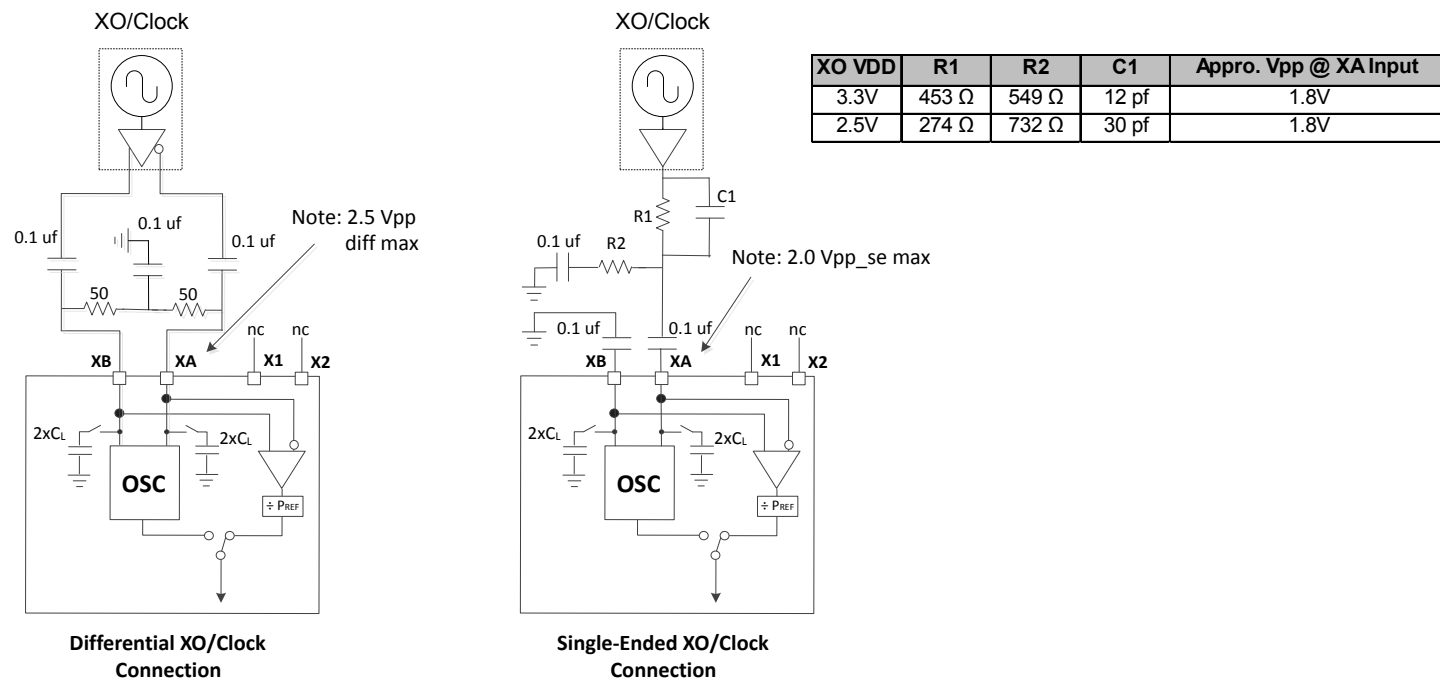 XO/Clock
0.1 uf
0.1 uf
0.1 uf
50
50
Note: 2.5 Vpp
diff max
nc
nc
XB
XA
X1
X2
2xCL
2xCL
OSC
÷ PREF
Differential XO/Clock
Connection
XO/Clock
C1
R1
0.1 uf
R2
Note: 2.0 Vpp_se max
0.1 uf
0.1 uf
nc
nc
XB
XA
X1
X2
2xCL
2xCL
OSC
÷ PREF
Single-Ended XO/Clock
Connection
XO VDD R1 R2 C1 Appro. Vpp @ XA Input
3.3V 453 Ω 549 Ω 12 pf 1.8V
2.5V 274 Ω 732 Ω 30 pf 1.8V